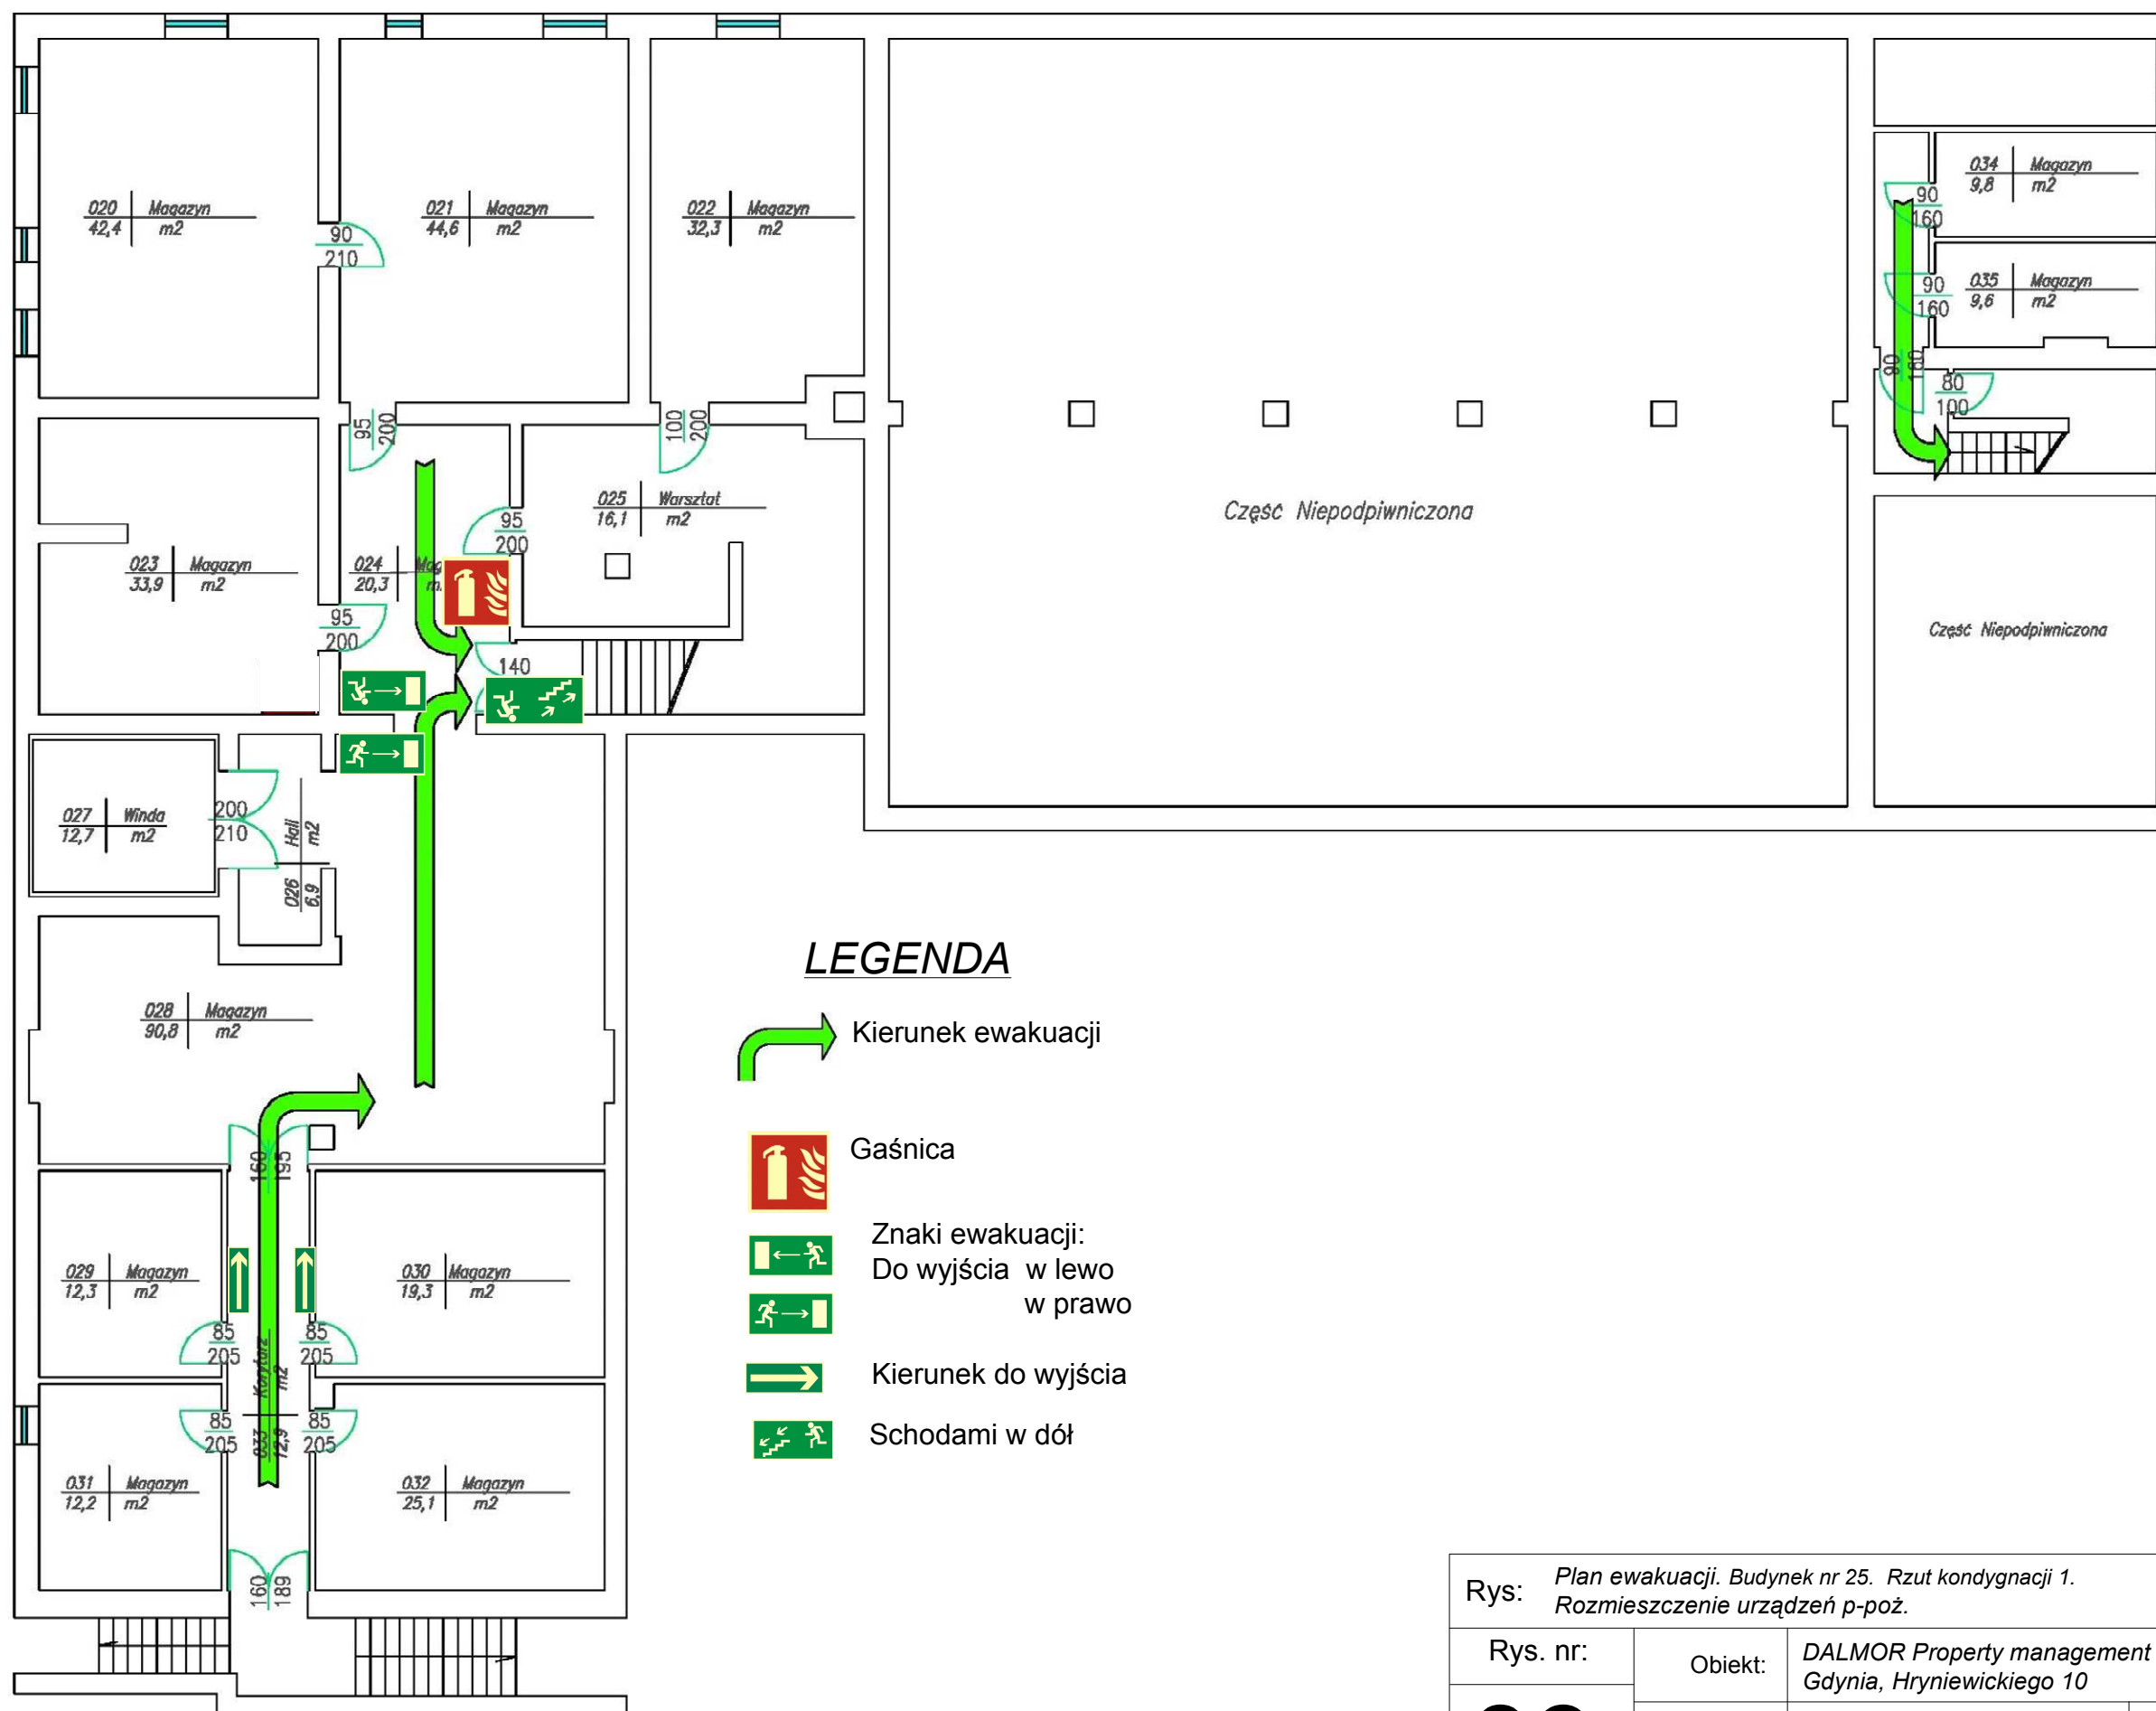 020 Magazyn
42,4 m2
90
210
021 Magazyn
44,6 m2
022 Magazyn
32,3 m2
034 Magazyn
9,8 m2
90
160
035 Magazyn
9,6 m2
90
160
90
160
80
100
95
200
100
200
025 Warsztat
16,1 m2
95
200
Część Niepodpiwniczona
023 Magazyn
33,9 m2
024
20,3
95
200
140
Część Niepodpiwniczona
027 Winda
12,7 m2
200
210
026 Hall
6,9 m2
028 Magazyn
90,8 m2
LEGENDA
Kierunek ewakuacji
Gaśnica
Znaki ewakuacji:
Do wyjścia w lewo
w prawo
Kierunek do wyjścia
Schodami w dół
160
195
029 Magazyn
12,3 m2
030 Magazyn
19,3 m2
85
205
85
205
033 Korytarz
12,9 m2
85
205
85
205
031 Magazyn
12,2 m2
032 Magazyn
25,1 m2
160
189
Rys: Plan ewakuacji. Budynek nr 25. Rzut kondygnacji 1.
Rozmieszczenie urządzeń p-poż.
Rys. nr:
Obiekt: DALMOR Property management
Gdynia, Hryniewickiego 10